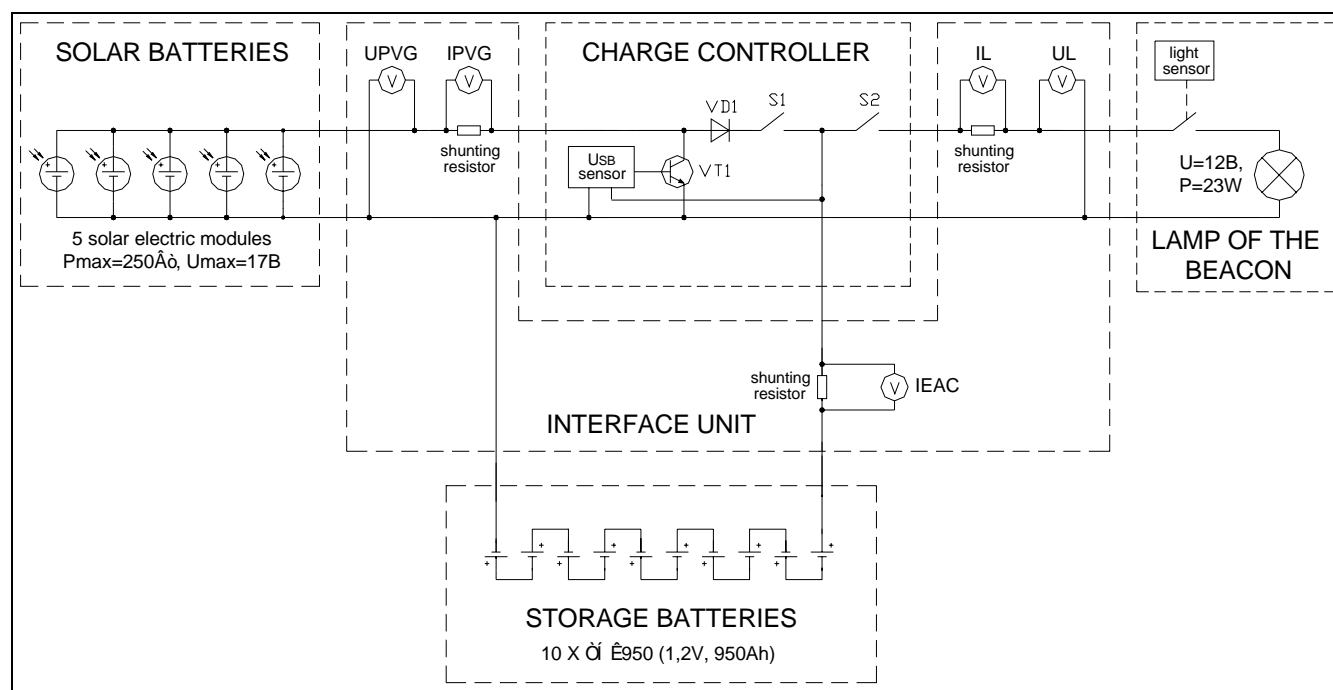 SOLAR BATTERIES
5 solar electric modules
Pmax=250Âò, Umax=17B
UPVG
IPVG
V
V
shunting
resistor
CHARGE CONTROLLER
VD1
S1
S2
USB
sensor
VT1
IL
UL
V
V
shunting
resistor
light
sensor
U=12B,
P=23W
LAMP OF THE
BEACON
shunting
resistor
V
IEAC
INTERFACE UNIT
STORAGE BATTERIES
10 X ÒÍ Ê950 (1,2V, 950Ah)